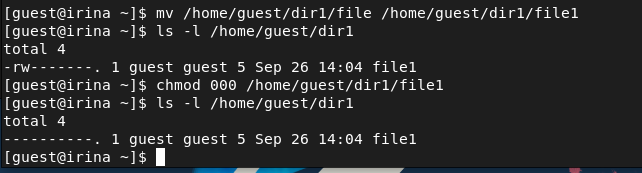 [guest@irina ~]$ mv /home/guest/dir1/file /home/guest/dir1/file1
[guest@irina ~]$ ls -l /home/guest/dir1
total 4
-rw-------. 1 guest guest 5 Sep 26 14:04 file1
[guest@irina ~]$ chmod 000 /home/guest/dir1/file1
[guest@irina ~]$ ls -l /home/guest/dir1
total 4
----------. 1 guest guest 5 Sep 26 14:04 file1
[guest@irina ~]$